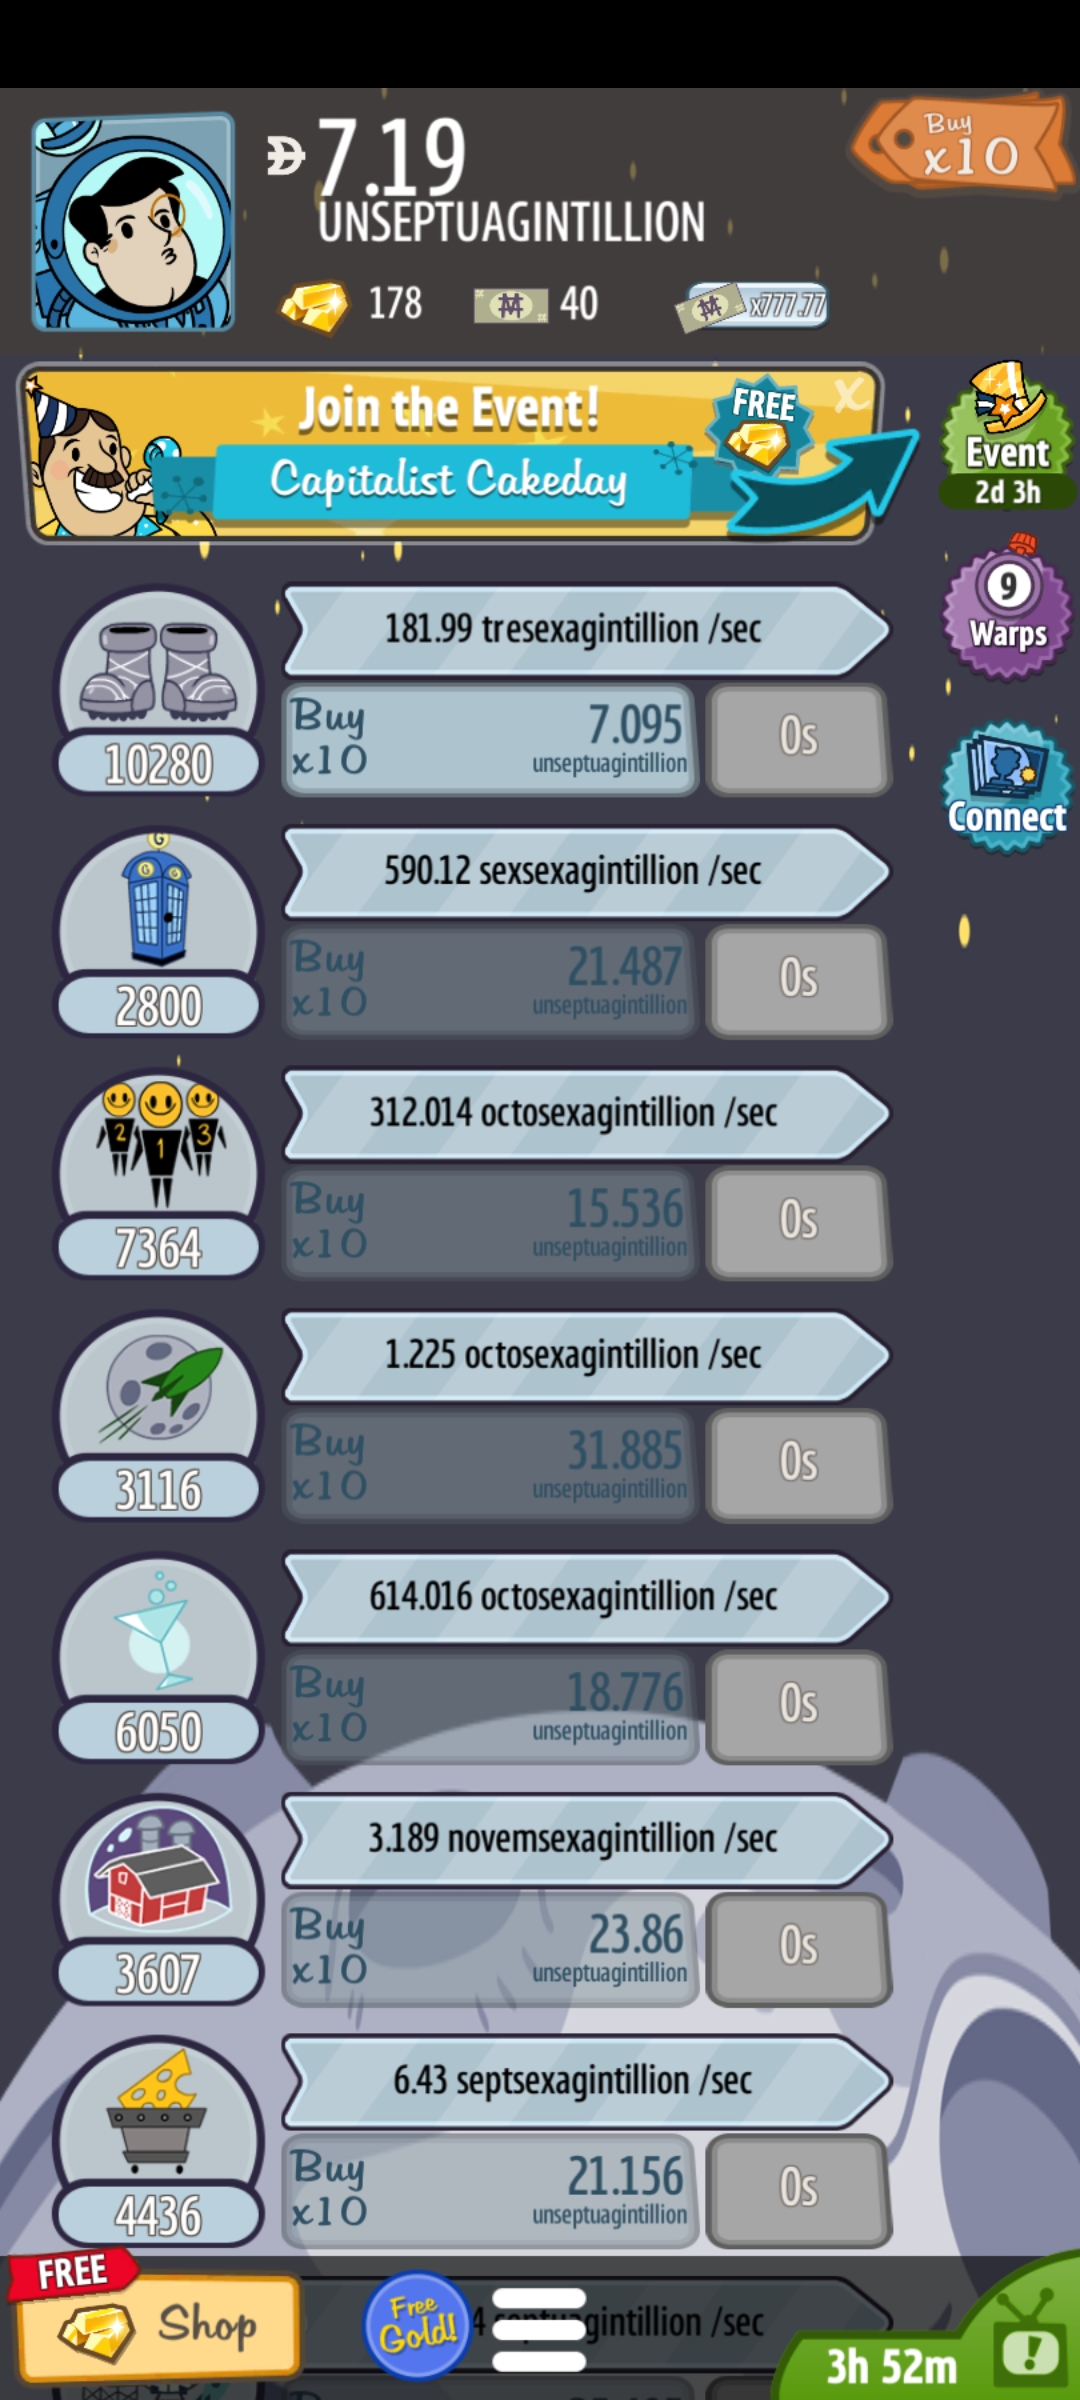 7.19
UNSEPTUAGINTILLION
Buy
x10
178
40
x777.77
Join the Event!
Capitalist Cakeday
FREE
x
Event
2d 3h
9
Warps
Connect
181.99 tresexagintillion /sec
Buy
x10
7.095
unseptuagintillion
0s
10280
G
G G
590.12 sexsexagintillion /sec
Buy
x10
21.487
unseptuagintillion
0s
2800
2 1 3
312.014 octosexagintillion /sec
Buy
x10
15.536
unseptuagintillion
0s
7364
1.225 octosexagintillion /sec
Buy
x10
31.885
unseptuagintillion
0s
3116
614.016 octosexagintillion /sec
Buy
x10
18.776
unseptuagintillion
0s
6050
3.189 novemsexagintillion /sec
Buy
x10
23.86
unseptuagintillion
0s
3607
6.43 septsexagintillion /sec
Buy
x10
21.156
unseptuagintillion
0s
4436
FREE
Shop
Free
Gold!
/sec
3h 52m
!